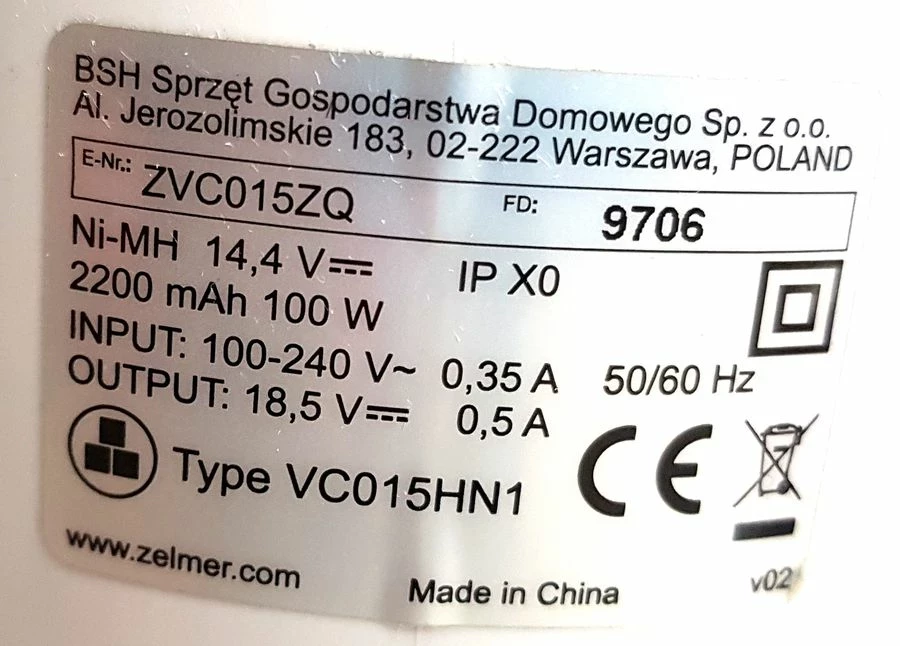 BSH Sprzęt Gospodarstwa Domowego Sp. z o.o.
Al. Jerozolimskie 183, 02-222 Warszawa, POLAND
E-Nr.: ZVC015ZQ FD: 9706
Ni-MH 14,4 V⎓ IP X0
2200 mAh 100 W
INPUT: 100-240 V~ 0,35 A 50/60 Hz
OUTPUT: 18,5 V⎓ 0,5 A
Type VC015HN1 CE
www.zelmer.com Made in China v02